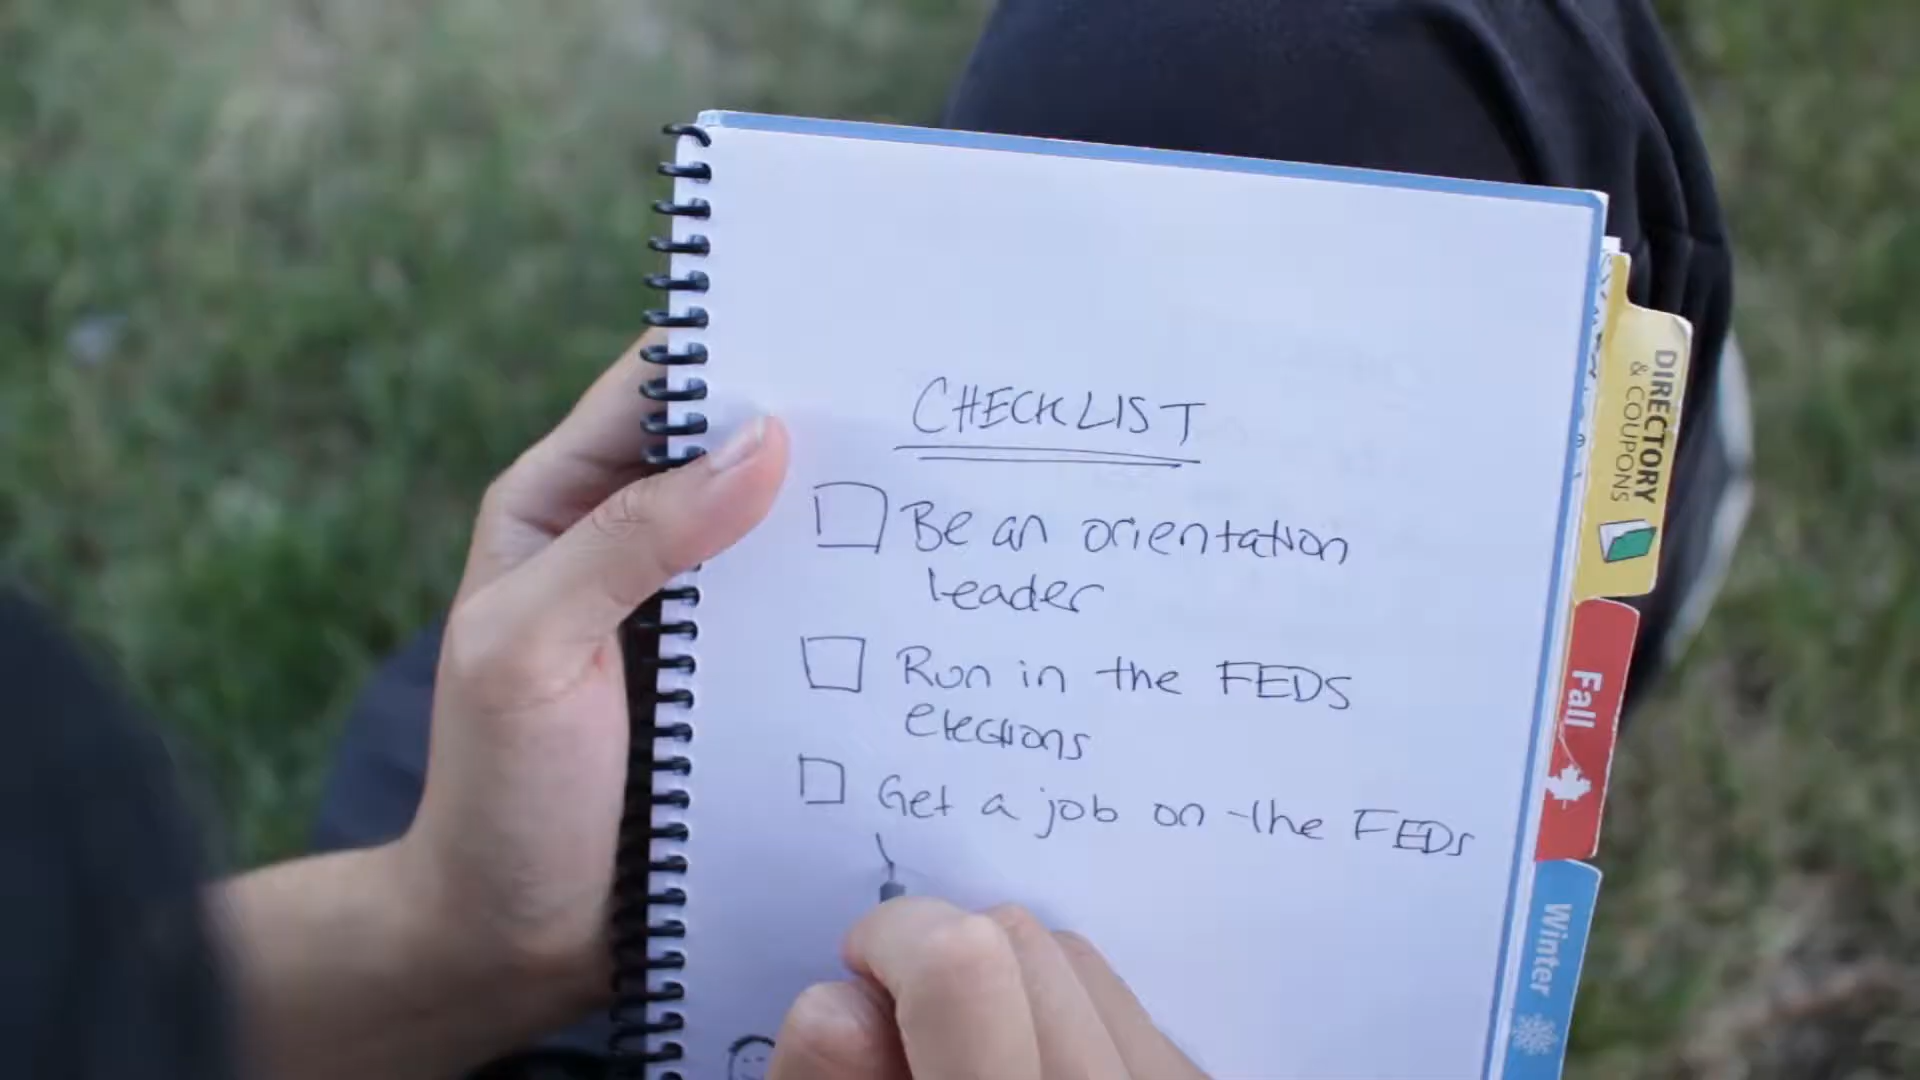 CHECKLIST
Be an orientation
leader
Run in the FEDS
elections
Get a job on the FEDS
DIRECTORY
& COUPONS
Fall
Winter